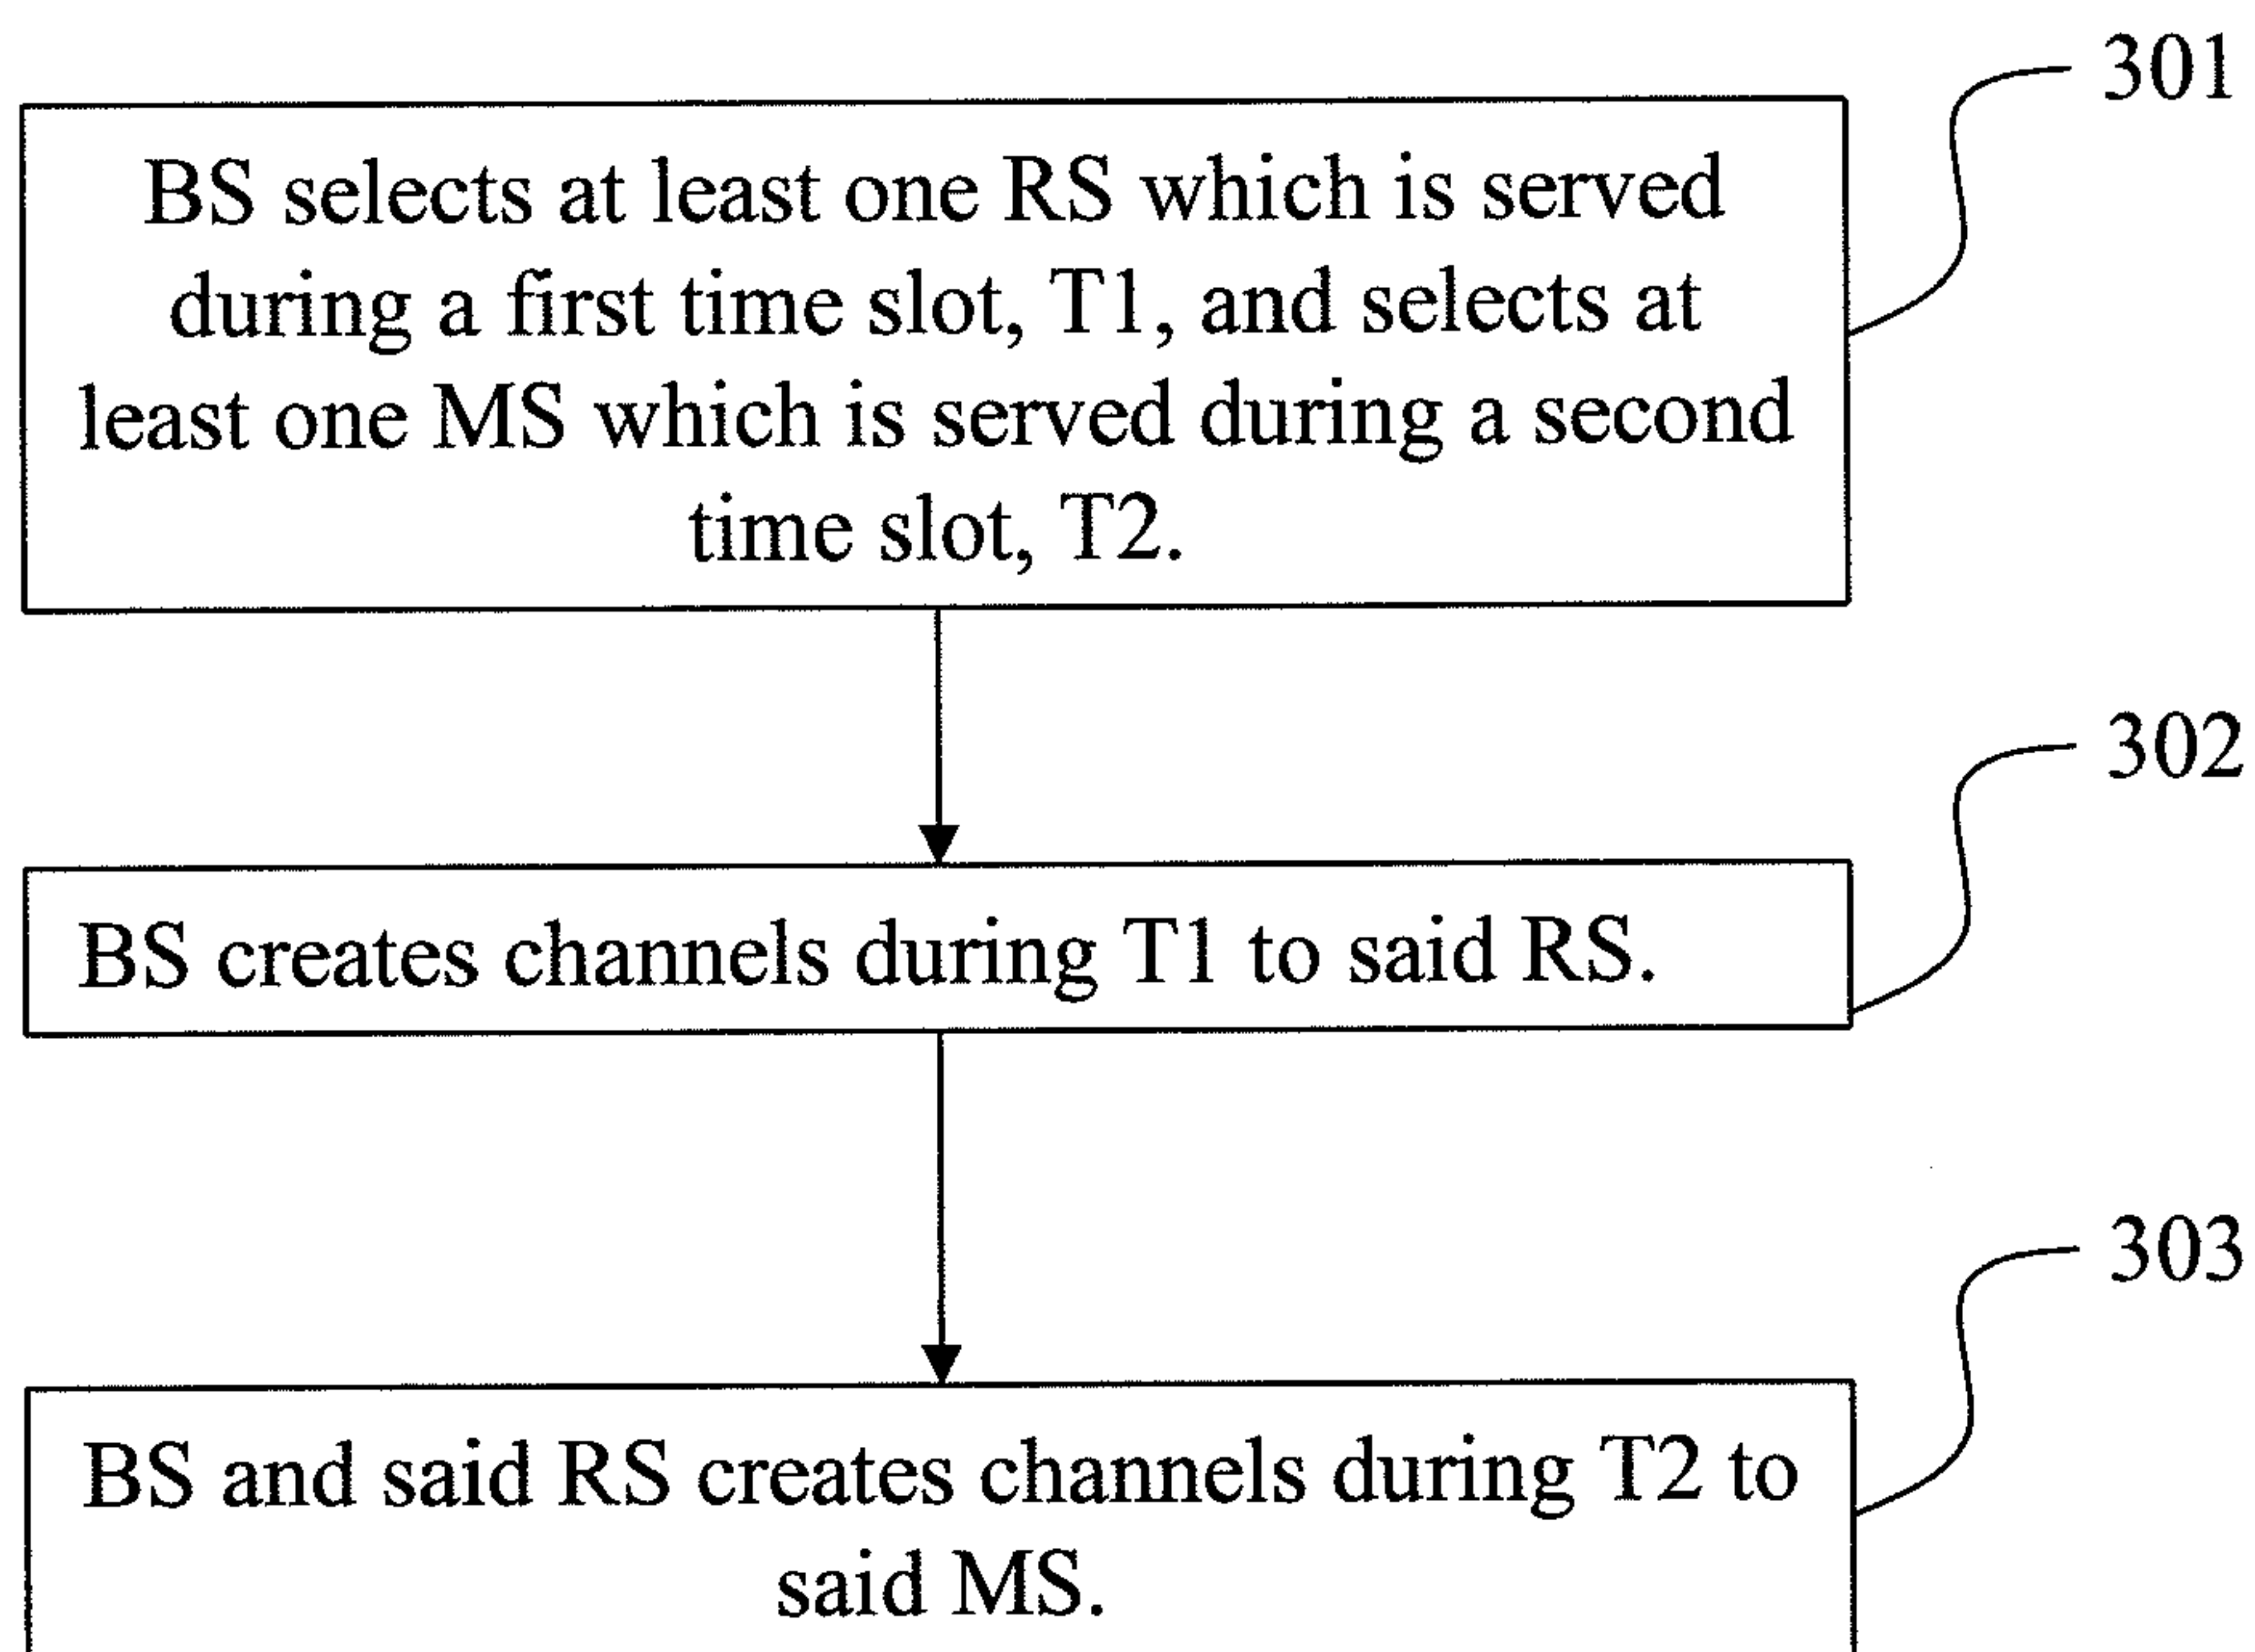 301
BS selects at least one RS which is served
during a first time slot, T1, and selects at
least one MS which is served during a second
time slot, T2.
302
BS creates channels during T1 to said RS.
303
BS and said RS creates channels during T2 to
said MS.